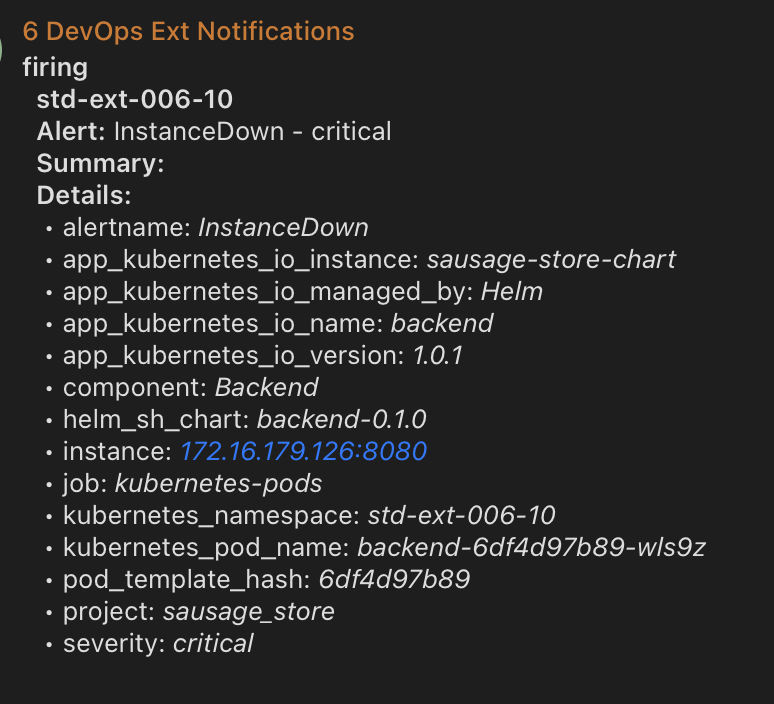 6 DevOps Ext Notifications
firing
std-ext-006-10
Alert: InstanceDown - critical
Summary:
Details:
• alertname: InstanceDown
• app_kubernetes_io_instance: sausage-store-chart
• app_kubernetes_io_managed_by: Helm
• app_kubernetes_io_name: backend
• app_kubernetes_io_version: 1.0.1
• component: Backend
• helm_sh_chart: backend-0.1.0
• instance: 172.16.179.126:8080
• job: kubernetes-pods
• kubernetes_namespace: std-ext-006-10
• kubernetes_pod_name: backend-6df4d97b89-wls9z
• pod_template_hash: 6df4d97b89
• project: sausage_store
• severity: critical